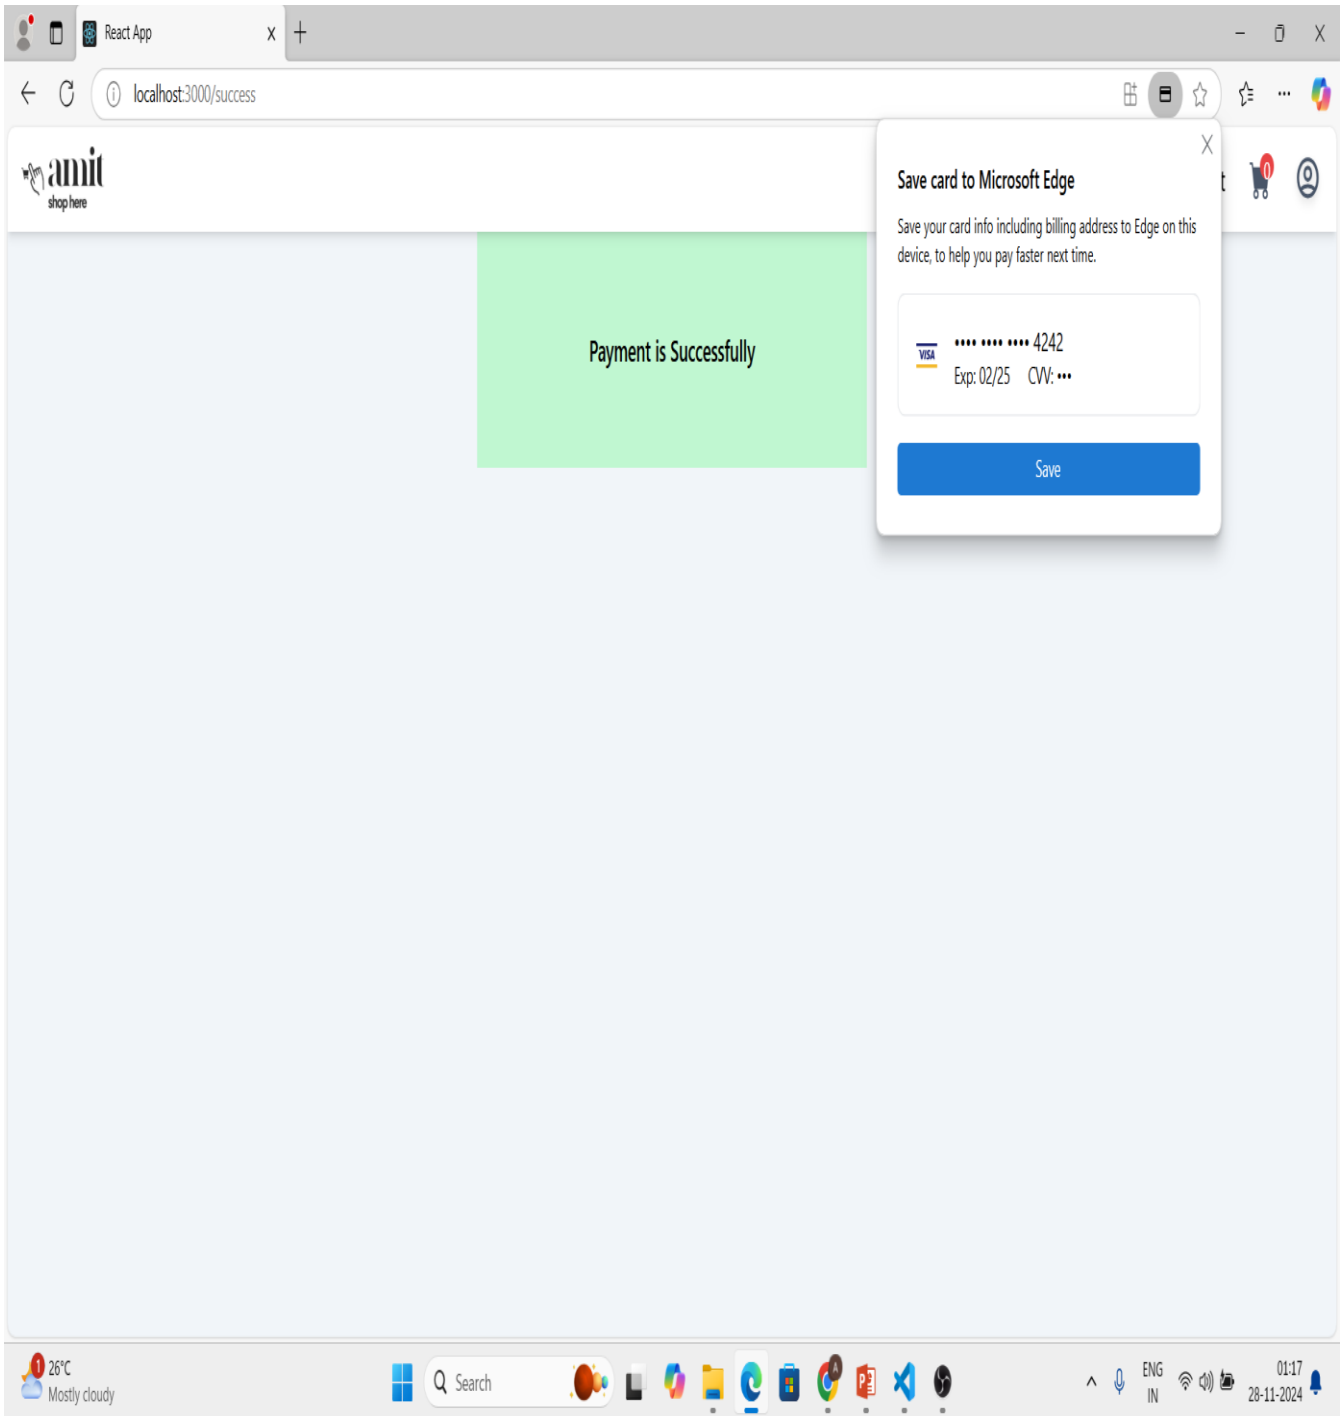 React App
localhost:3000/success
amit
shop here
t
0
Save card to Microsoft Edge
Save your card info including billing address to Edge on this
device, to help you pay faster next time.
VISA
•••• •••• •••• 4242
Exp: 02/25 CVV: •••
Save
Payment is Successfully
1
26°C
Mostly cloudy
Search
A
ENG
IN
01:17
28-11-2024